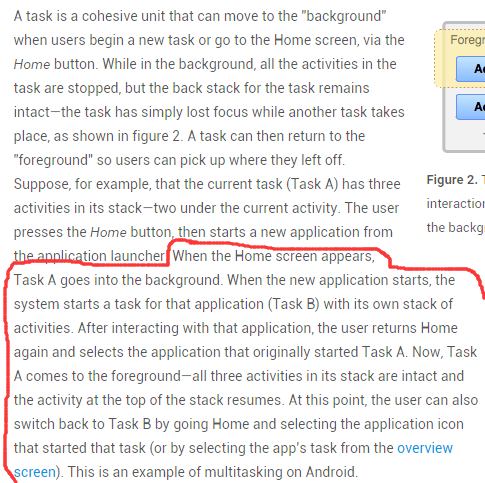 A task is a cohesive unit that can move to the "background"
when users begin a new task or go to the Home screen, via the
Home button. While in the background, all the activities in the
task are stopped, but the back stack for the task remains
intact—the task has simply lost focus while another task takes
place, as shown in figure 2. A task can then return to the
"foreground" so users can pick up where they left off.
Suppose, for example, that the current task (Task A) has three
activities in its stack—two under the current activity. The user
presses the Home button, then starts a new application from
the application launcher. When the Home screen appears,
Task A goes into the background. When the new application starts, the
system starts a task for that application (Task B) with its own stack of
activities. After interacting with that application, the user returns Home
again and selects the application that originally started Task A. Now, Task
A comes to the foreground—all three activities in its stack are intact and
the activity at the top of the stack resumes. At this point, the user can also
switch back to Task B by going Home and selecting the application icon
that started that task (or by selecting the app's task from the overview
screen). This is an example of multitasking on Android.
Foregr
Figure 2.
the backg